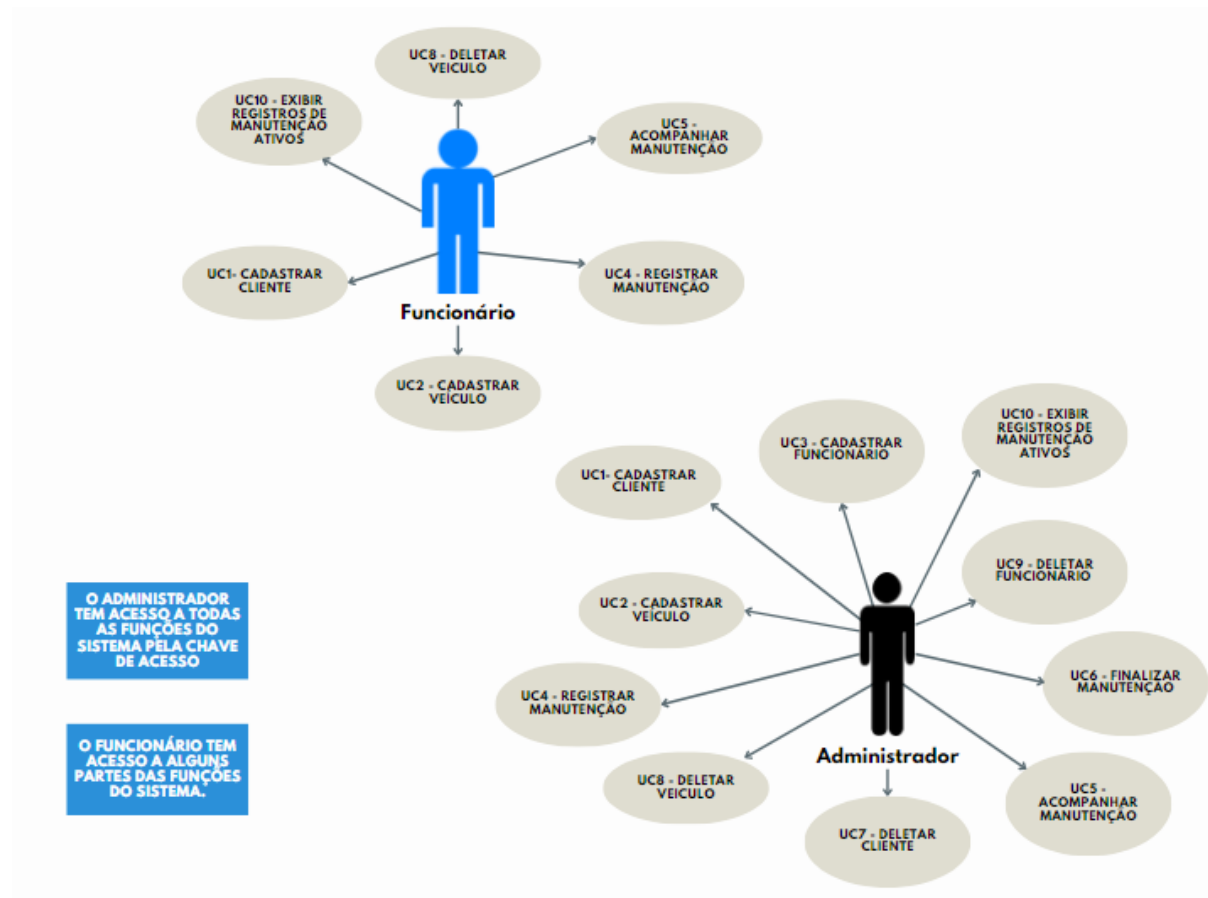 UC8 - DELETAR
VEICULO
UC10 - EXIBIR
REGISTROS DE
MANUTENÇÃO
ATIVOS
UC5 -
ACOMPANHAR
MANUTENÇÃO
UC1- CADASTRAR
CLIENTE
UC4 - REGISTRAR
MANUTENÇÃO
Funcionário
UC2 - CADASTRAR
VEÍCULO
UC10 - EXIBIR
REGISTROS DE
MANUTENÇÃO
ATIVOS
UC3 - CADASTRAR
FUNCIONÁRIO
UC1- CADASTRAR
CLIENTE
UC9 - DELETAR
FUNCIONÁRIO
UC2 - CADASTRAR
VEÍCULO
O ADMINISTRADOR
TEM ACESSO A TODAS
AS FUNÇÕES DO
SISTEMA PELA CHAVE
DE ACESSO
UC6 - FINALIZAR
MANUTENÇÃO
UC4 - REGISTRAR
MANUTENÇÃO
Administrador
O FUNCIONÁRIO TEM
ACESSO A ALGUNS
PARTES DAS FUNÇÕES
DO SISTEMA.
UC8 - DELETAR
VEICULO
UC5 -
ACOMPANHAR
MANUTENÇÃO
UC7 - DELETAR
CLIENTE